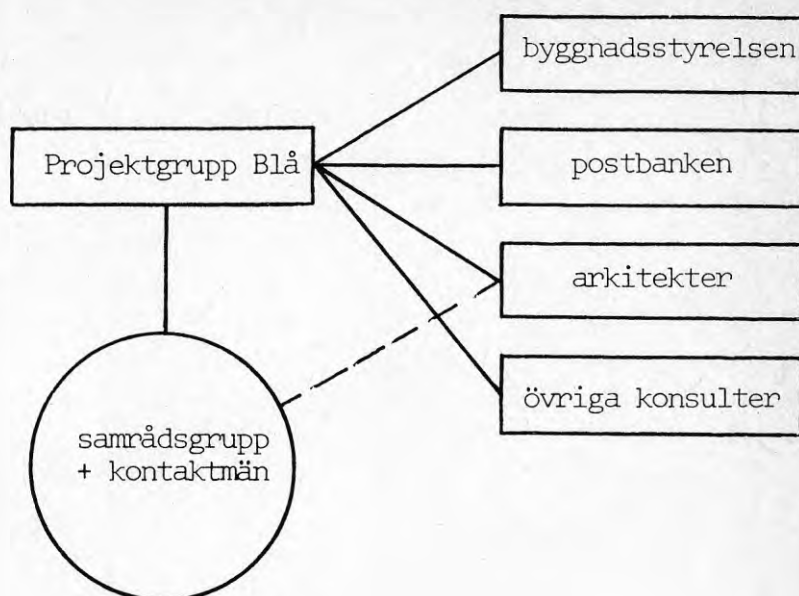 byggnadsstyrelsen
Projektgrupp Blå
postbanken
arkitekter
övriga konsulter
samrådsgrupp
+ kontaktmän